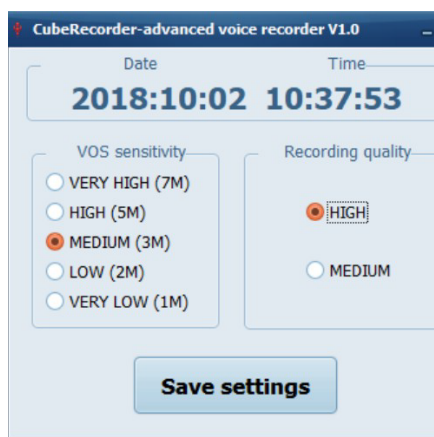 CubeRecorder-advanced voice recorder V1.0
Date Time
2018:10:02 10:37:53
VOS sensitivity
VERY HIGH (7M)
HIGH (5M)
MEDIUM (3M)
LOW (2M)
VERY LOW (1M)
Recording quality
HIGH
MEDIUM
Save settings